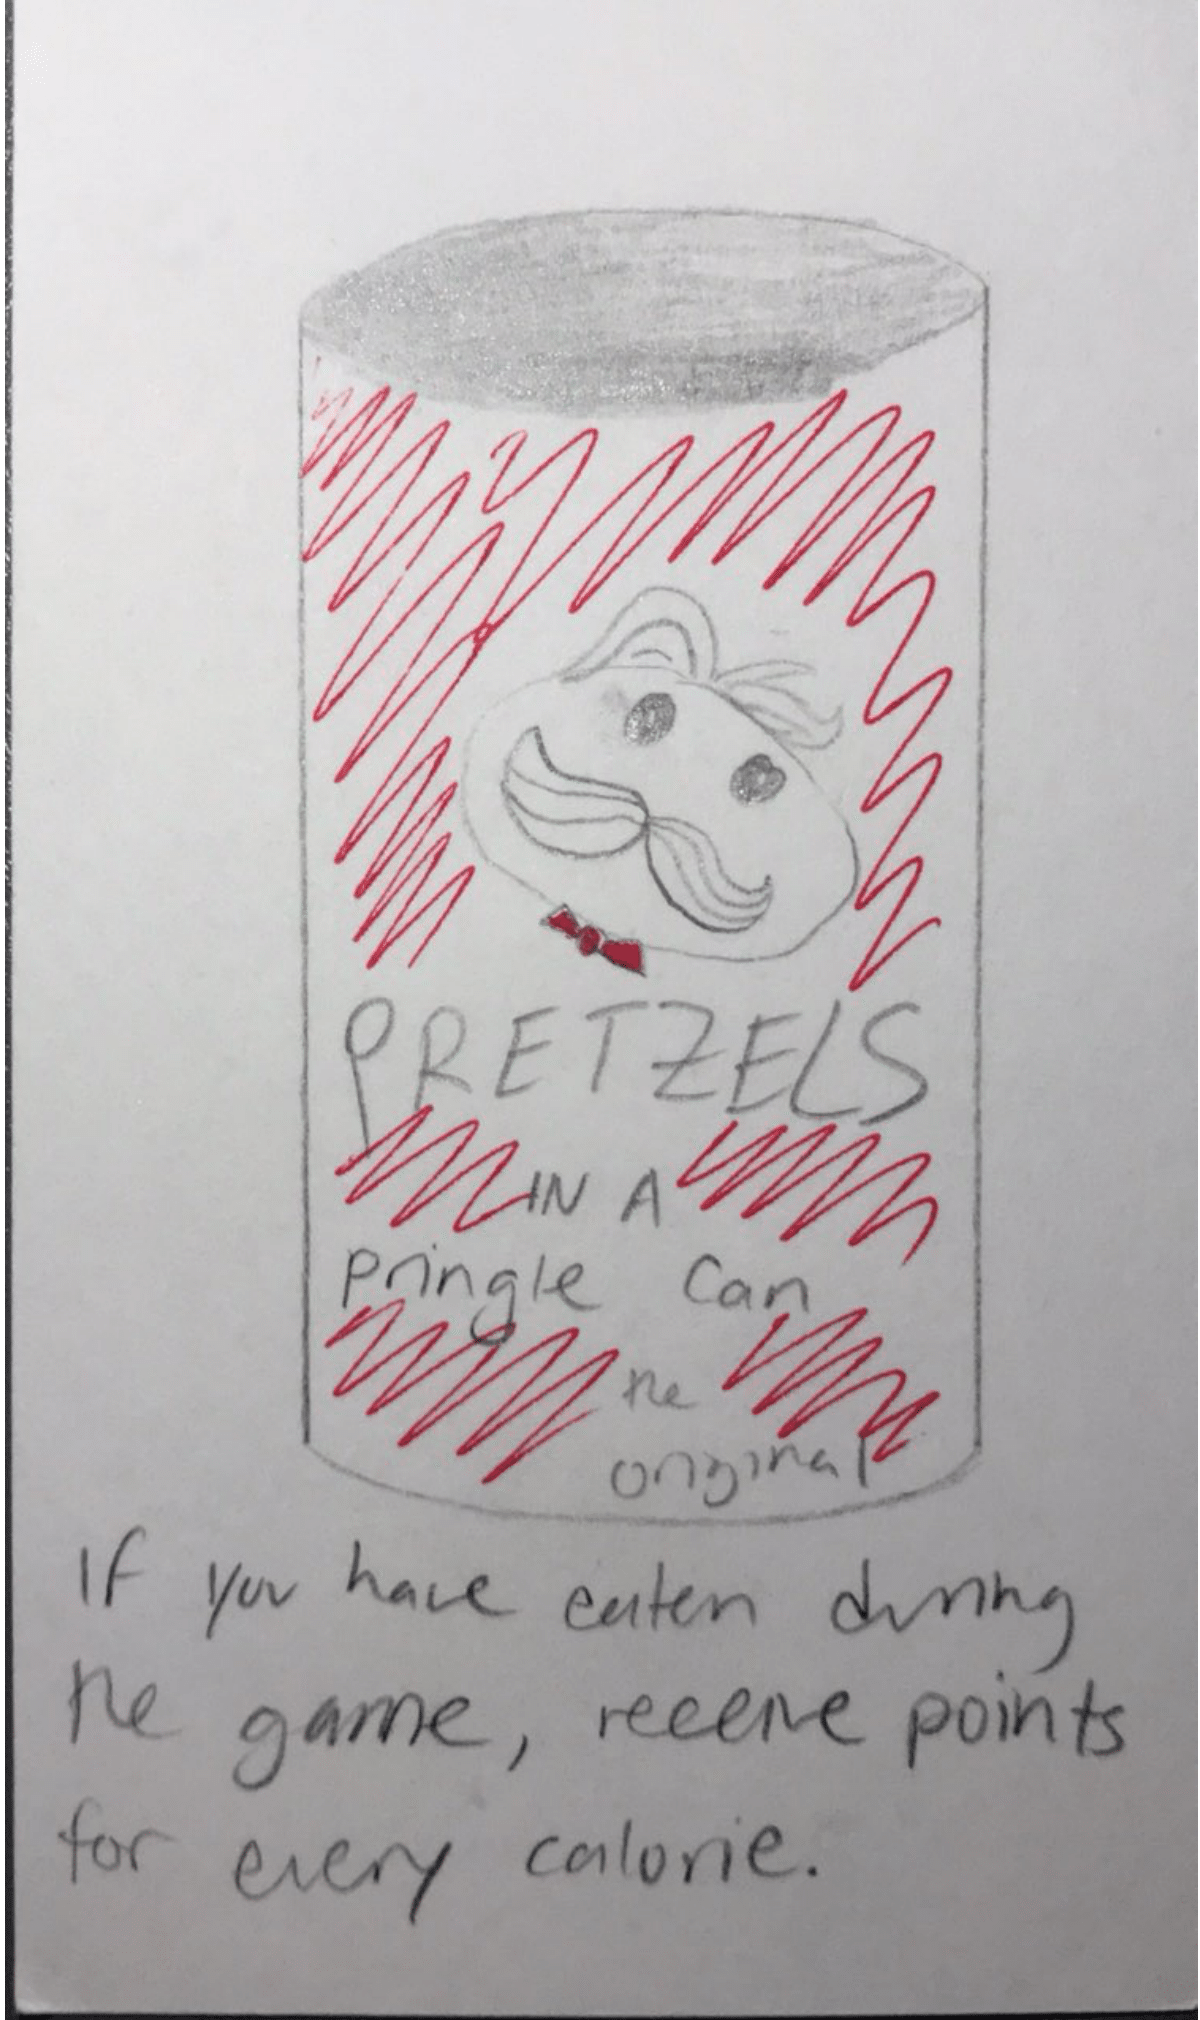 PRETZELS
IN A
pringle can
the
original
If you have eaten during
the game, receive points
for every calorie.